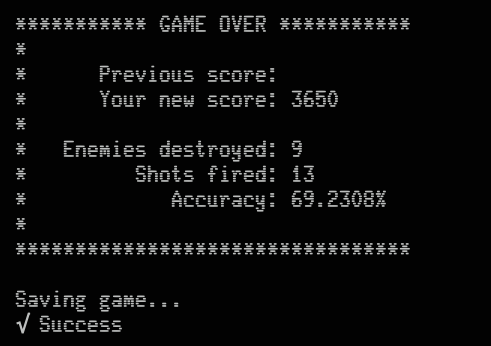 *********** GAME OVER ***********
*
*      Previous score:
*      Your new score: 3650
*
*   Enemies destroyed: 9
*         Shots fired: 13
*            Accuracy: 69.2308%
*
*********************************
Saving game...
√ Success